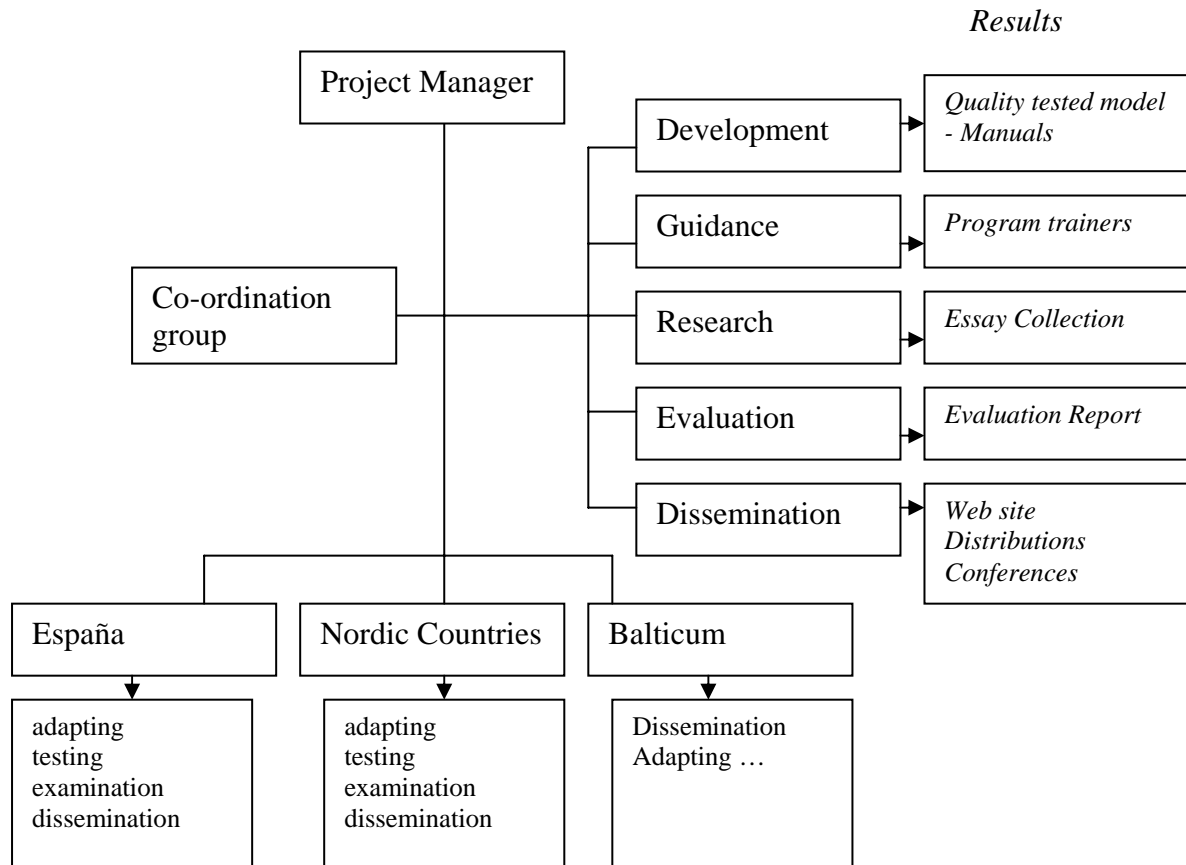 Results
Project Manager
Development
Quality tested model
- Manuals
Guidance
Program trainers
Co-ordination
group
Research
Essay Collection
Evaluation
Evaluation Report
Dissemination
Web site
Distributions
Conferences
España
Nordic Countries
Balticum
adapting
testing
examination
dissemination
adapting
testing
examination
dissemination
Dissemination
Adapting …